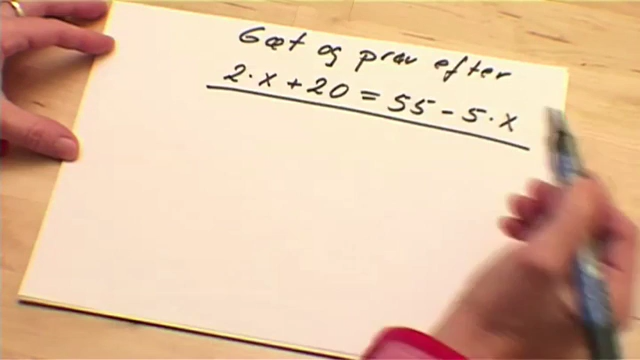 Gæt og prøv efter
2·x + 20 = 55 - 5·x